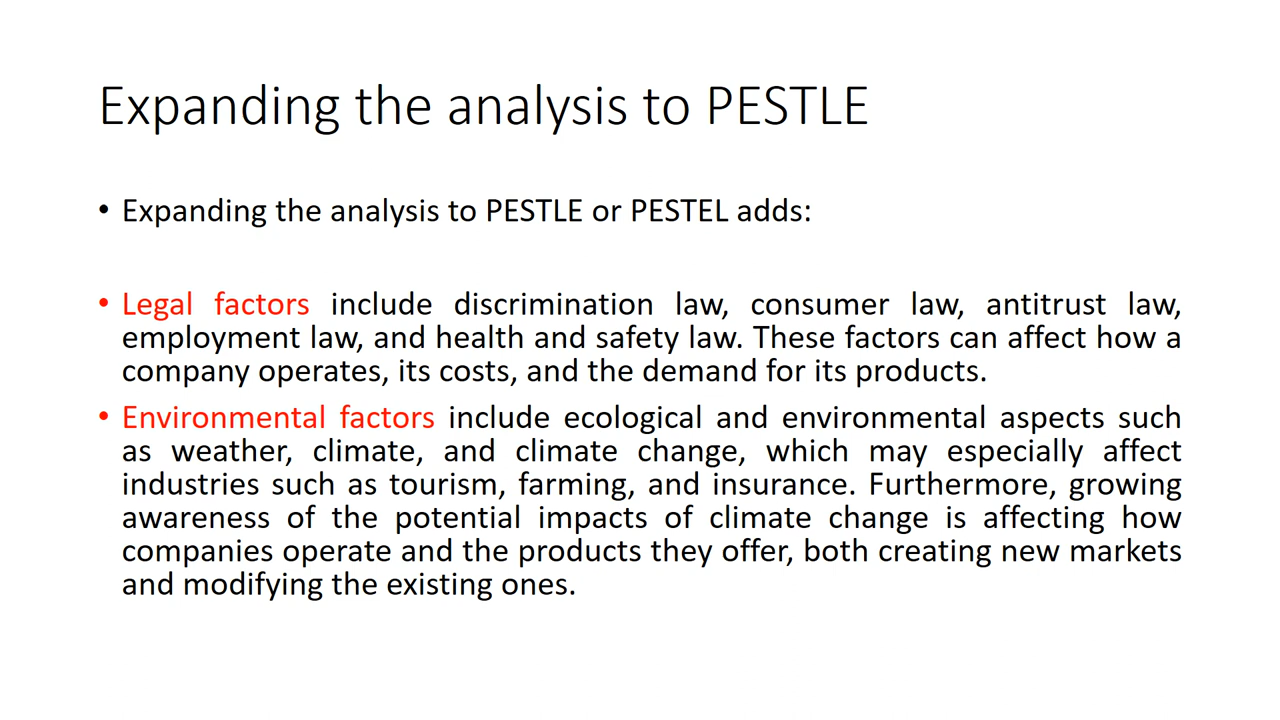 Expanding the analysis to PESTLE
• Expanding the analysis to PESTLE or PESTEL adds:
• Legal factors include discrimination law, consumer law, antitrust law,
employment law, and health and safety law. These factors can affect how a
company operates, its costs, and the demand for its products.
• Environmental factors include ecological and environmental aspects such
as weather, climate, and climate change, which may especially affect
industries such as tourism, farming, and insurance. Furthermore, growing
awareness of the potential impacts of climate change is affecting how
companies operate and the products they offer, both creating new markets
and modifying the existing ones.